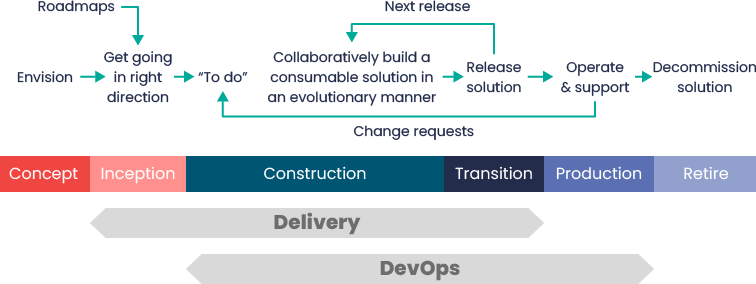 Roadmaps
Next release
Envision
Get going
in right
direction
“To do”
Collaboratively build a
consumable solution in
an evolutionary manner
Release
solution
Operate
& support
Decommission
solution
Change requests
Concept
Inception
Construction
Transition
Production
Retire
Delivery
DevOps